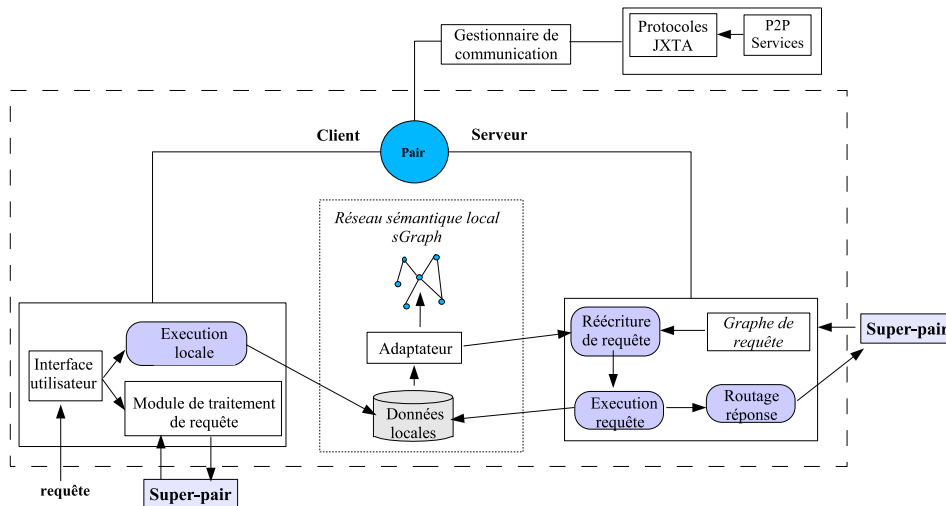 Gestionnaire de
communication
Protocoles
JXTA
P2P
Services
Client
Pair
Serveur
Réseau sémantique local
sGraph
Execution
locale
Interface
utilisateur
Module de traitement
de requête
Adaptateur
Données
locales
Réécriture
de requête
Graphe de
requête
Super-pair
Execution
requête
Routage
réponse
requête
Super-pair